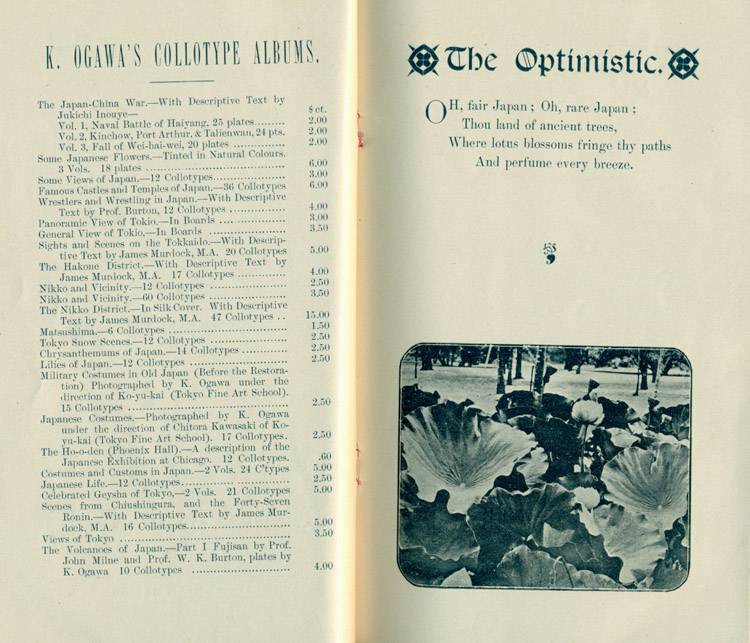 K. OGAWA'S COLLOTYPE ALBUMS.
The Japan-China War.—With Descriptive Text by
Jukichi Inouye— $ ct.
Vol. 1, Naval Battle of Haiyang, 25 plates......... 2.00
Vol. 2, Kinchow, Port Arthur, & Talienwan, 24 pts. 2.00
Vol. 3, Fall of Wei-hai-wei, 20 plates ............... 2.00
Some Japanese Flowers.—Tinted in Natural Colours.
3 Vols. 18 plates ....................................... 6.00
Some Views of Japan.—12 Collotypes.................. 3.00
Famous Castles and Temples of Japan.—36 Collotypes 6.00
Wrestlers and Wrestling in Japan.—With Descriptive
Text by Prof. Burton, 12 Collotypes ............... 4.00
Panoramic View of Tokio.—In Boards .................. 3.00
General View of Tokio.—In Boards ..................... 3.50
Sights and Scenes on the Tokkaido.—With Descrip-
tive Text by James Murdock, M.A. 20 Collotypes 5.00
The Hakone District.—With Descriptive Text by
James Murdock, M.A. 17 Collotypes............... 4.00
Nikko and Vicinity.—12 Collotypes ..................... 2.50
Nikko and Vicinity.—60 Collotypes ..................... 3.50
The Nikko District.—In Silk Cover. With Descriptive
Text by James Murdock, M.A. 47 Collotypes .. 15.00
Matsushima.—6 Collotypes .............................. 1.50
Tokyo Snow Scenes.—12 Collotypes ..................... 2.50
Chrysanthemums of Japan.—14 Collotypes ............ 2.50
Lilies of Japan.—12 Collotypes ........................... 2.50
Military Costumes in Old Japan (Before the Restora-
tion) Photographed by K. Ogawa under the
direction of Ko-yu-kai (Tokyo Fine Art School).
15 Collotypes ............................................. 2.50
Japanese Costumes.—Photographed by K. Ogawa
under the direction of Chitora Kawasaki of Ko-
yu-kai (Tokyo Fine Art School). 17 Collotypes. 2.50
The Ho-o-den (Phoenix Hall).—A description of the
Japanese Exhibition at Chicago. 12 Collotypes. .60
Costumes and Customs in Japan.—2 Vols. 24 C'types 5.00
Japanese Life.—12 Collotypes.............................. 2.50
Celebrated Geysha of Tokyo,—2 Vols. 21 Collotypes 5.00
Scenes from Chiushingura, and the Forty-Seven
Ronin.—With Descriptive Text by James Mur-
dock, M.A. 16 Collotypes.............................. 5.00
Views of Tokyo ............................................. 3.50
The Volcanoes of Japan.—Part I Fujisan by Prof.
John Milne and Prof. W. K. Burton, plates by
K. Ogawa 10 Collotypes .............................. 4.00
The Optimistic.
OH, fair Japan; Oh, rare Japan;
Thou land of ancient trees,
Where lotus blossoms fringe thy paths
And perfume every breeze.